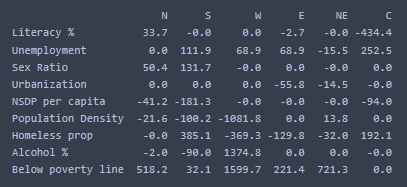 N S W E NE C
Literacy % 33.7 -0.0 0.0 -2.7 -0.0 -434.4
Unemployment 0.0 111.9 68.9 68.9 -15.5 252.5
Sex Ratio 50.4 131.7 -0.0 0.0 -0.0 -0.0
Urbanization 0.0 0.0 0.0 -55.8 -14.5 -0.0
NSDP per capita -41.2 -181.3 -0.0 -0.0 -0.0 -94.0
Population Density -21.6 -100.2 -1081.8 0.0 13.8 0.0
Homeless prop -0.0 385.1 -369.3 -129.8 -32.0 192.1
Alcohol % -2.0 -90.0 1374.8 0.0 0.0 -0.0
Below poverty line 518.2 32.1 1599.7 221.4 721.3 0.0